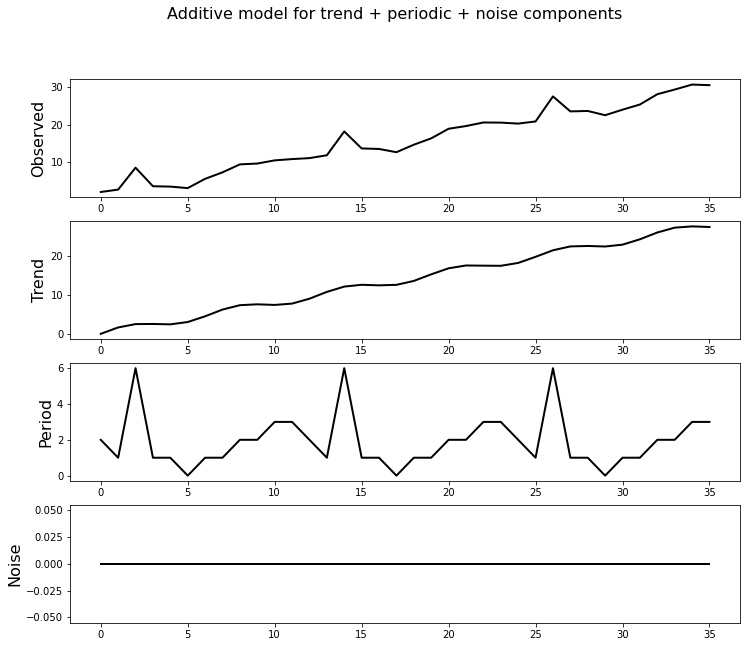 Additive model for trend + periodic + noise components
30
20
10
Observed
0 5 10 15 20 25 30 35
20
10
0
Trend
0 5 10 15 20 25 30 35
6
4
2
0
Period
0 5 10 15 20 25 30 35
0.050
0.025
0.000
−0.025
−0.050
Noise
0 5 10 15 20 25 30 35